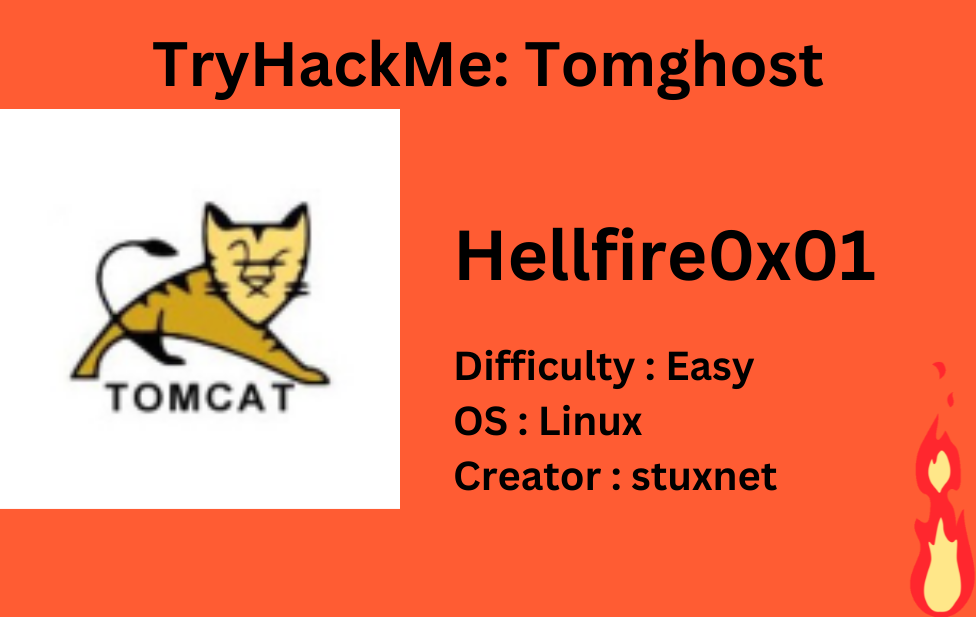 TryHackMe: Tomghost
TOMCAT
Hellfire0x01
Difficulty : Easy
OS : Linux
Creator : stuxnet